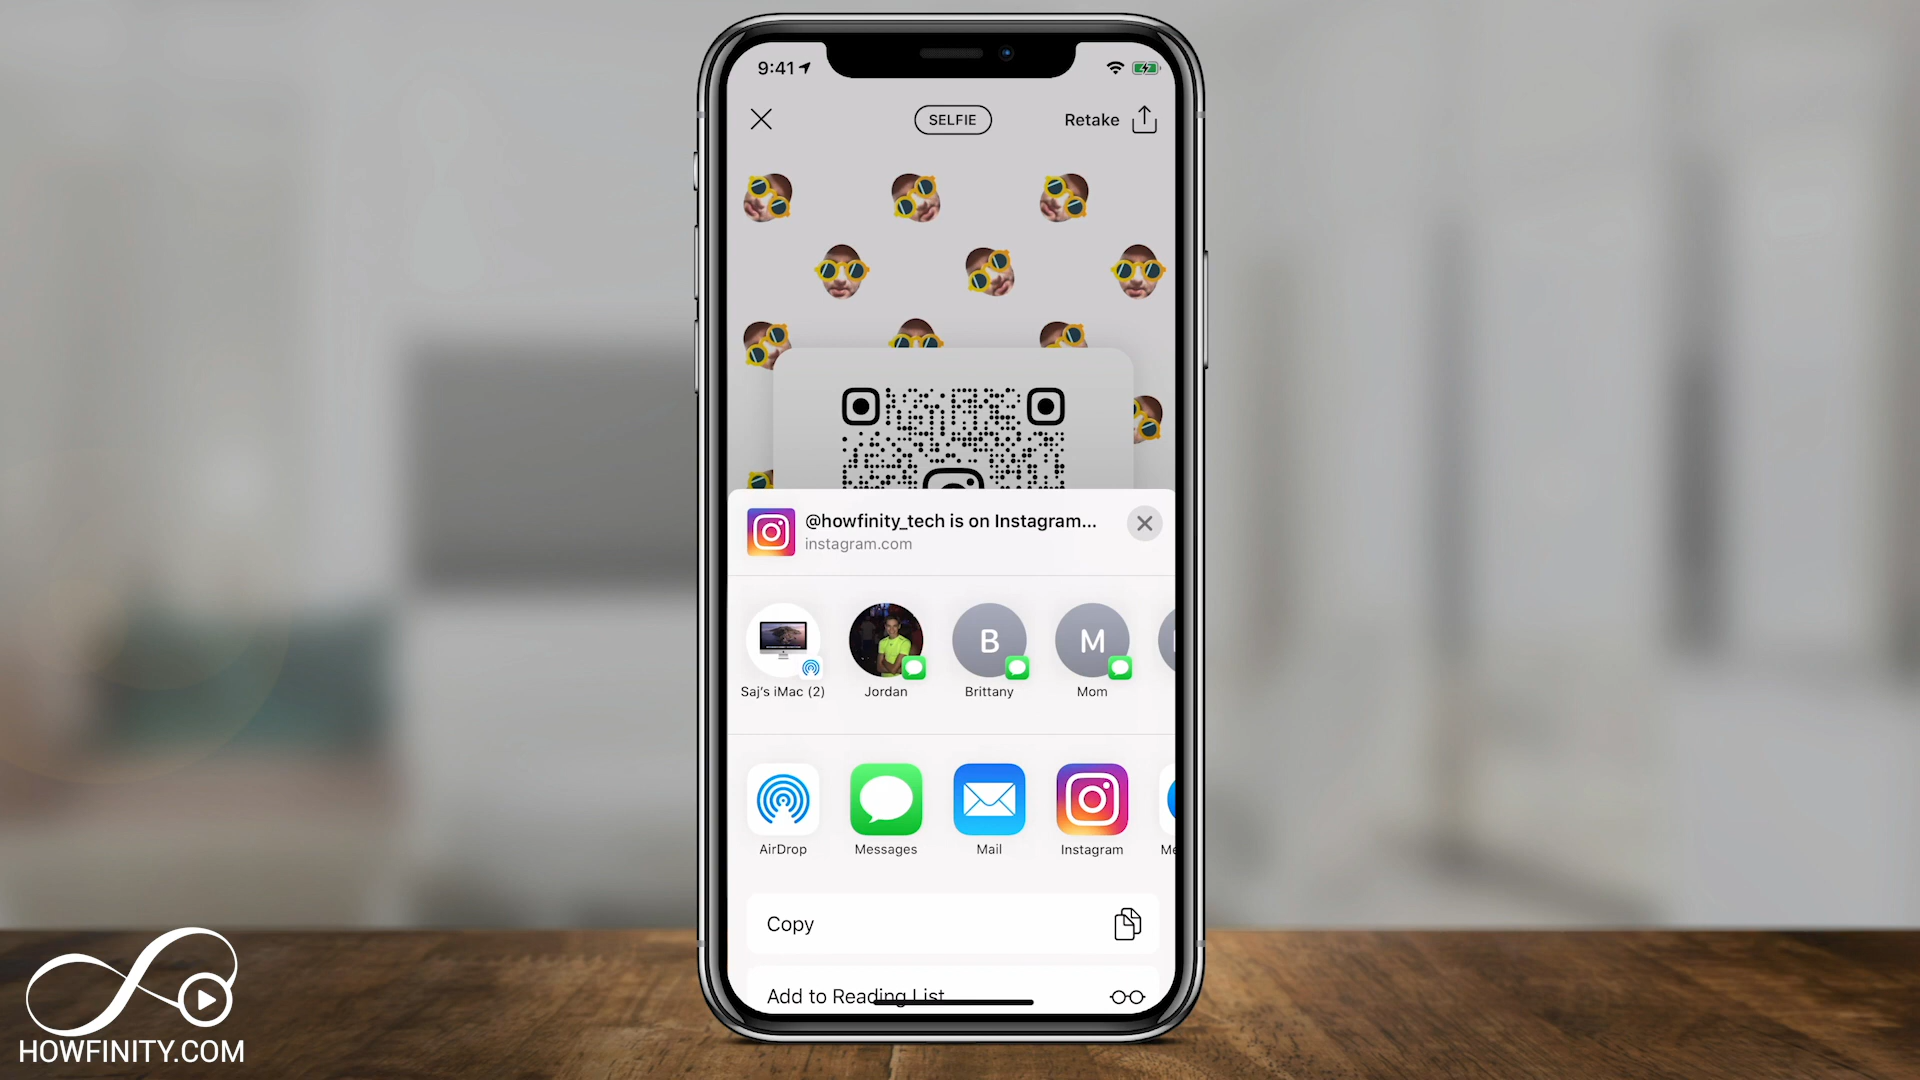 9:41
SELFIE
Retake
@howfinity_tech is on Instagram...
instagram.com
B
M
Saj's iMac (2)
Jordan
Brittany
Mom
AirDrop
Messages
Mail
Instagram
Me
Copy
Add to Reading List
HOWFINITY.COM